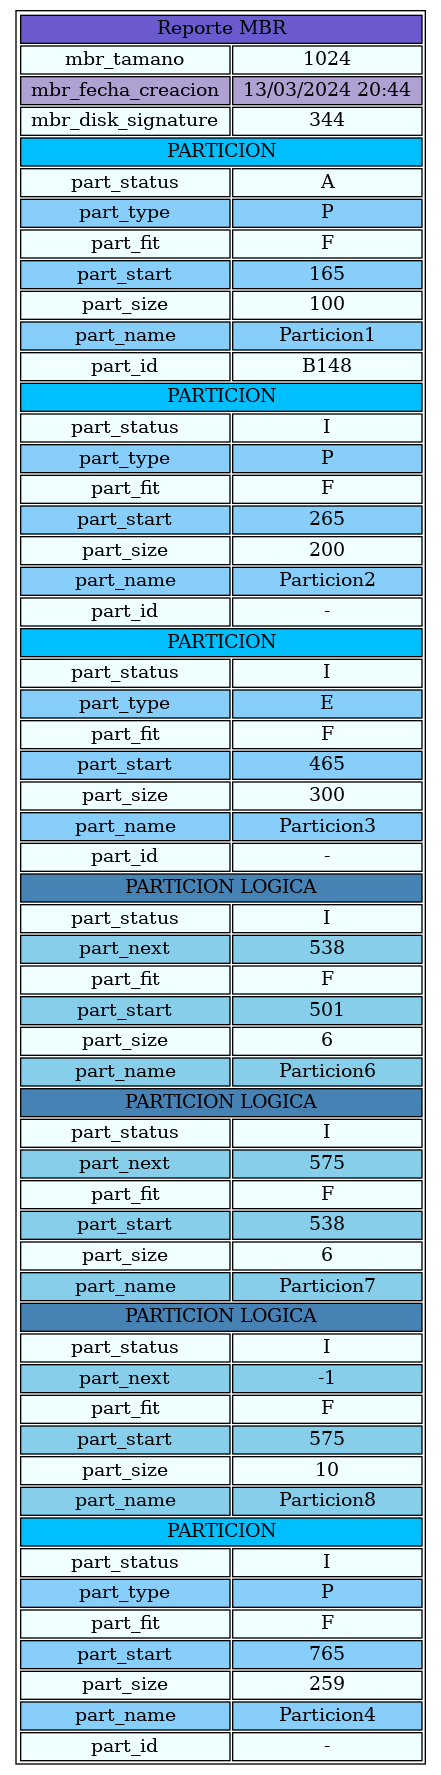 Reporte MBR
mbr_tamano 1024
mbr_fecha_creacion 13/03/2024 20:44
mbr_disk_signature 344
PARTICION
part_status A
part_type P
part_fit F
part_start 165
part_size 100
part_name Particion1
part_id B148
PARTICION
part_status I
part_type P
part_fit F
part_start 265
part_size 200
part_name Particion2
part_id -
PARTICION
part_status I
part_type E
part_fit F
part_start 465
part_size 300
part_name Particion3
part_id -
PARTICION LOGICA
part_status I
part_next 538
part_fit F
part_start 501
part_size 6
part_name Particion6
PARTICION LOGICA
part_status I
part_next 575
part_fit F
part_start 538
part_size 6
part_name Particion7
PARTICION LOGICA
part_status I
part_next -1
part_fit F
part_start 575
part_size 10
part_name Particion8
PARTICION
part_status I
part_type P
part_fit F
part_start 765
part_size 259
part_name Particion4
part_id -